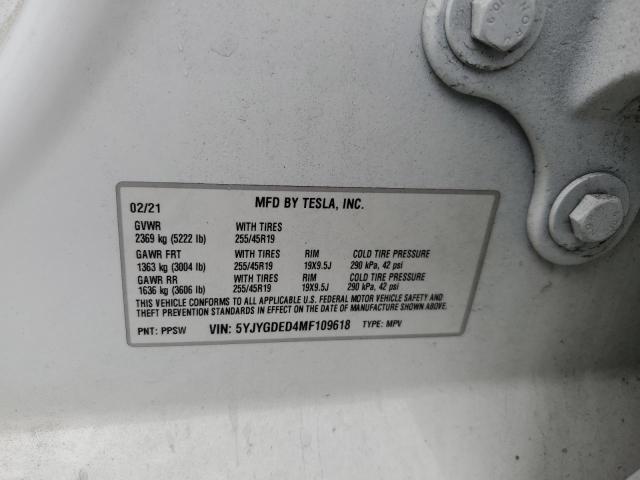 NOR 9.0
02/21 MFD BY TESLA, INC.
GVWR WITH TIRES
2369 kg (5222 lb) 255/45R19
GAWR FRT WITH TIRES RIM COLD TIRE PRESSURE
1363 kg (3004 lb) 255/45R19 19X9.5J 290 kPa, 42 psi
GAWR RR WITH TIRES RIM COLD TIRE PRESSURE
1636 kg (3606 lb) 255/45R19 19X9.5J 290 kPa, 42 psi
THIS VEHICLE CONFORMS TO ALL APPLICABLE U.S. FEDERAL MOTOR VEHICLE SAFETY AND
THEFT PREVENTION STANDARDS IN EFFECT ON THE DATE OF MANUFACTURE SHOWN ABOVE.
PNT: PPSW VIN: 5YJYGDED4MF109618 TYPE: MPV